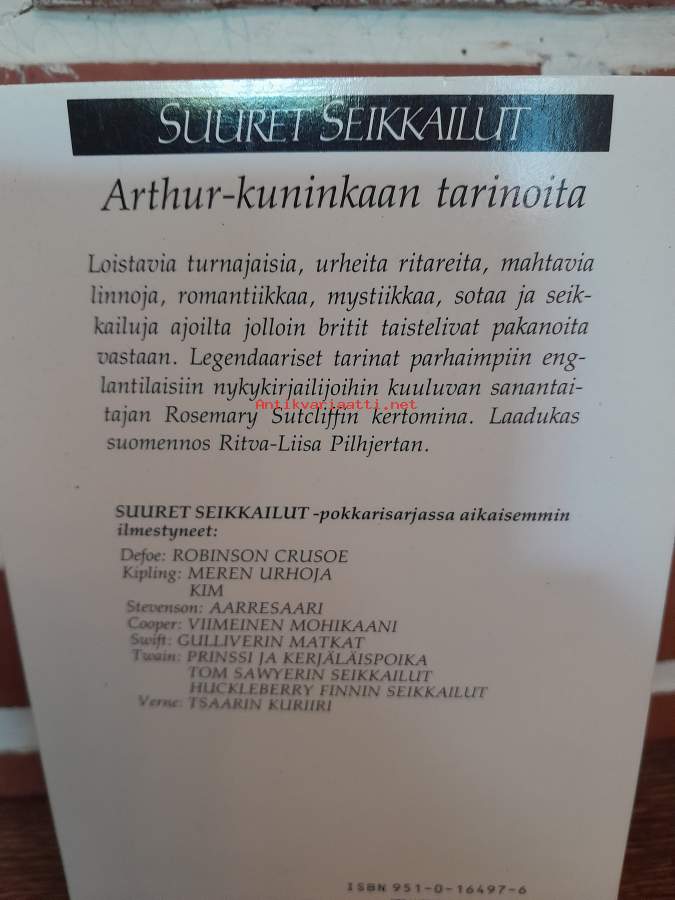 SUURET SEIKKAILUT
Arthur-kuninkaan tarinoita
Loistavia turnajaisia, urheita ritareita, mahtavia
linnoja, romantiikkaa, mystiikkaa, sotaa ja seik-
kailuja ajoilta jolloin britit taistelivat pakanoita
vastaan. Legendaariset tarinat parhaimpiin eng-
lantilaisiin nykykirjailijoihin kuuluvan sanantai-
Antikvariaatti.net
tajan Rosemary Sutcliffin kertomina. Laadukas
suomennos Ritva-Liisa Pilhjertan.
SUURET SEIKKAILUT -pokkarisarjassa aikaisemmin
ilmestyneet:
Defoe: ROBINSON CRUSOE
Kipling: MEREN URHOJA
KIM
Stevenson: AARRESAARI
Cooper: VIIMEINEN MOHIKAANI
Swift: GULLIVERIN MATKAT
Twain: PRINSSI JA KERJÄLÄISPOIKA
TOM SAWYERIN SEIKKAILUT
HUCKLEBERRY FINNIN SEIKKAILUT
Verne: TSAARIN KURIIRI
ISBN 951-0-16497-6